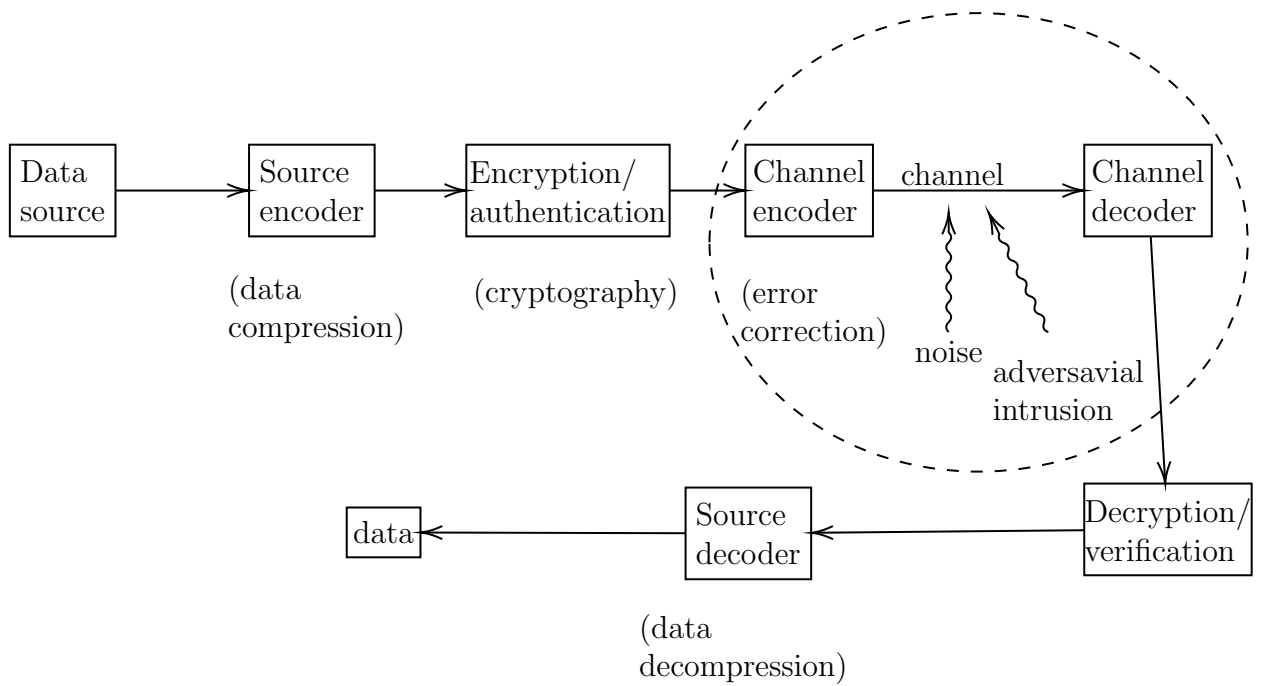 Data
source
Source
encoder
Encryption/
authentication
Channel
encoder
channel
Channel
decoder
(data
compression)
(cryptography)
(error
correction)
noise
adversavial
intrusion
data
Source
decoder
Decryption/
verification
(data
decompression)